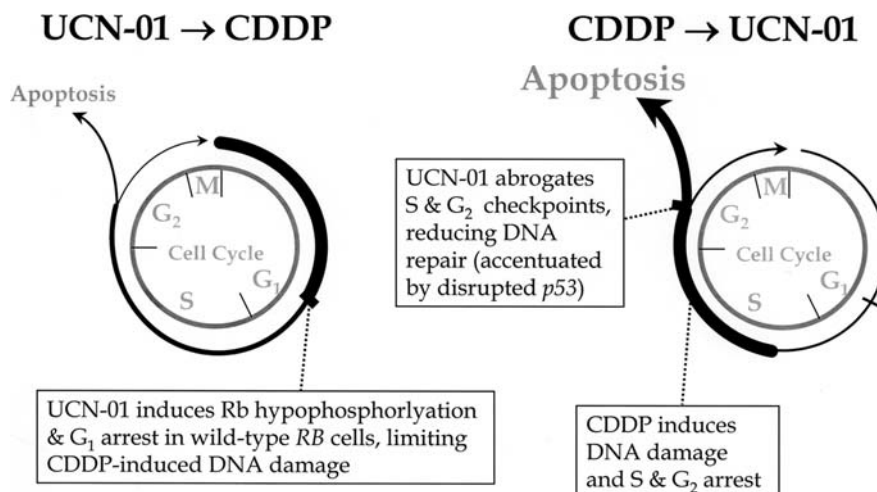 UCN-01 → CDDP
Apoptosis
M
G2
Cell Cycle
G1
S
UCN-01 induces Rb hypophosphorlyation
& G1 arrest in wild-type RB cells, limiting
CDDP-induced DNA damage
CDDP → UCN-01
Apoptosis
UCN-01 abrogates
S & G2 checkpoints,
reducing DNA
repair (accentuated
by disrupted p53)
M
G2
Cell Cycle
G1
S
CDDP induces
DNA damage
and S & G2 arrest